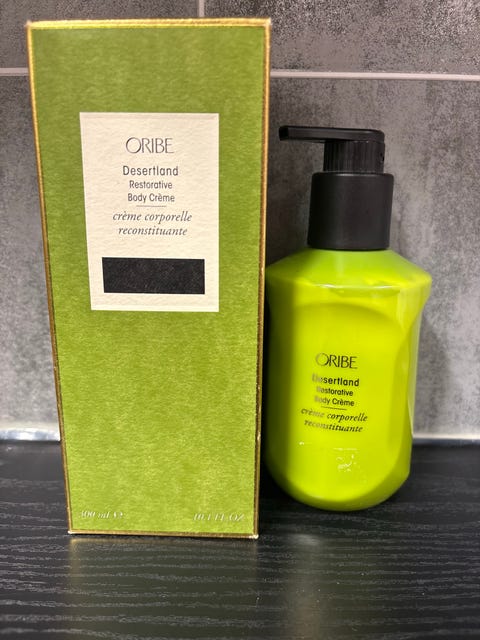 ORIBE
Desertland
Restorative
Body Crème
crème corporelle
reconstituante
300 ml ℮ 10.1 FL OZ
ORIBE
Desertland
Restorative
Body Crème
crème corporelle
reconstituante